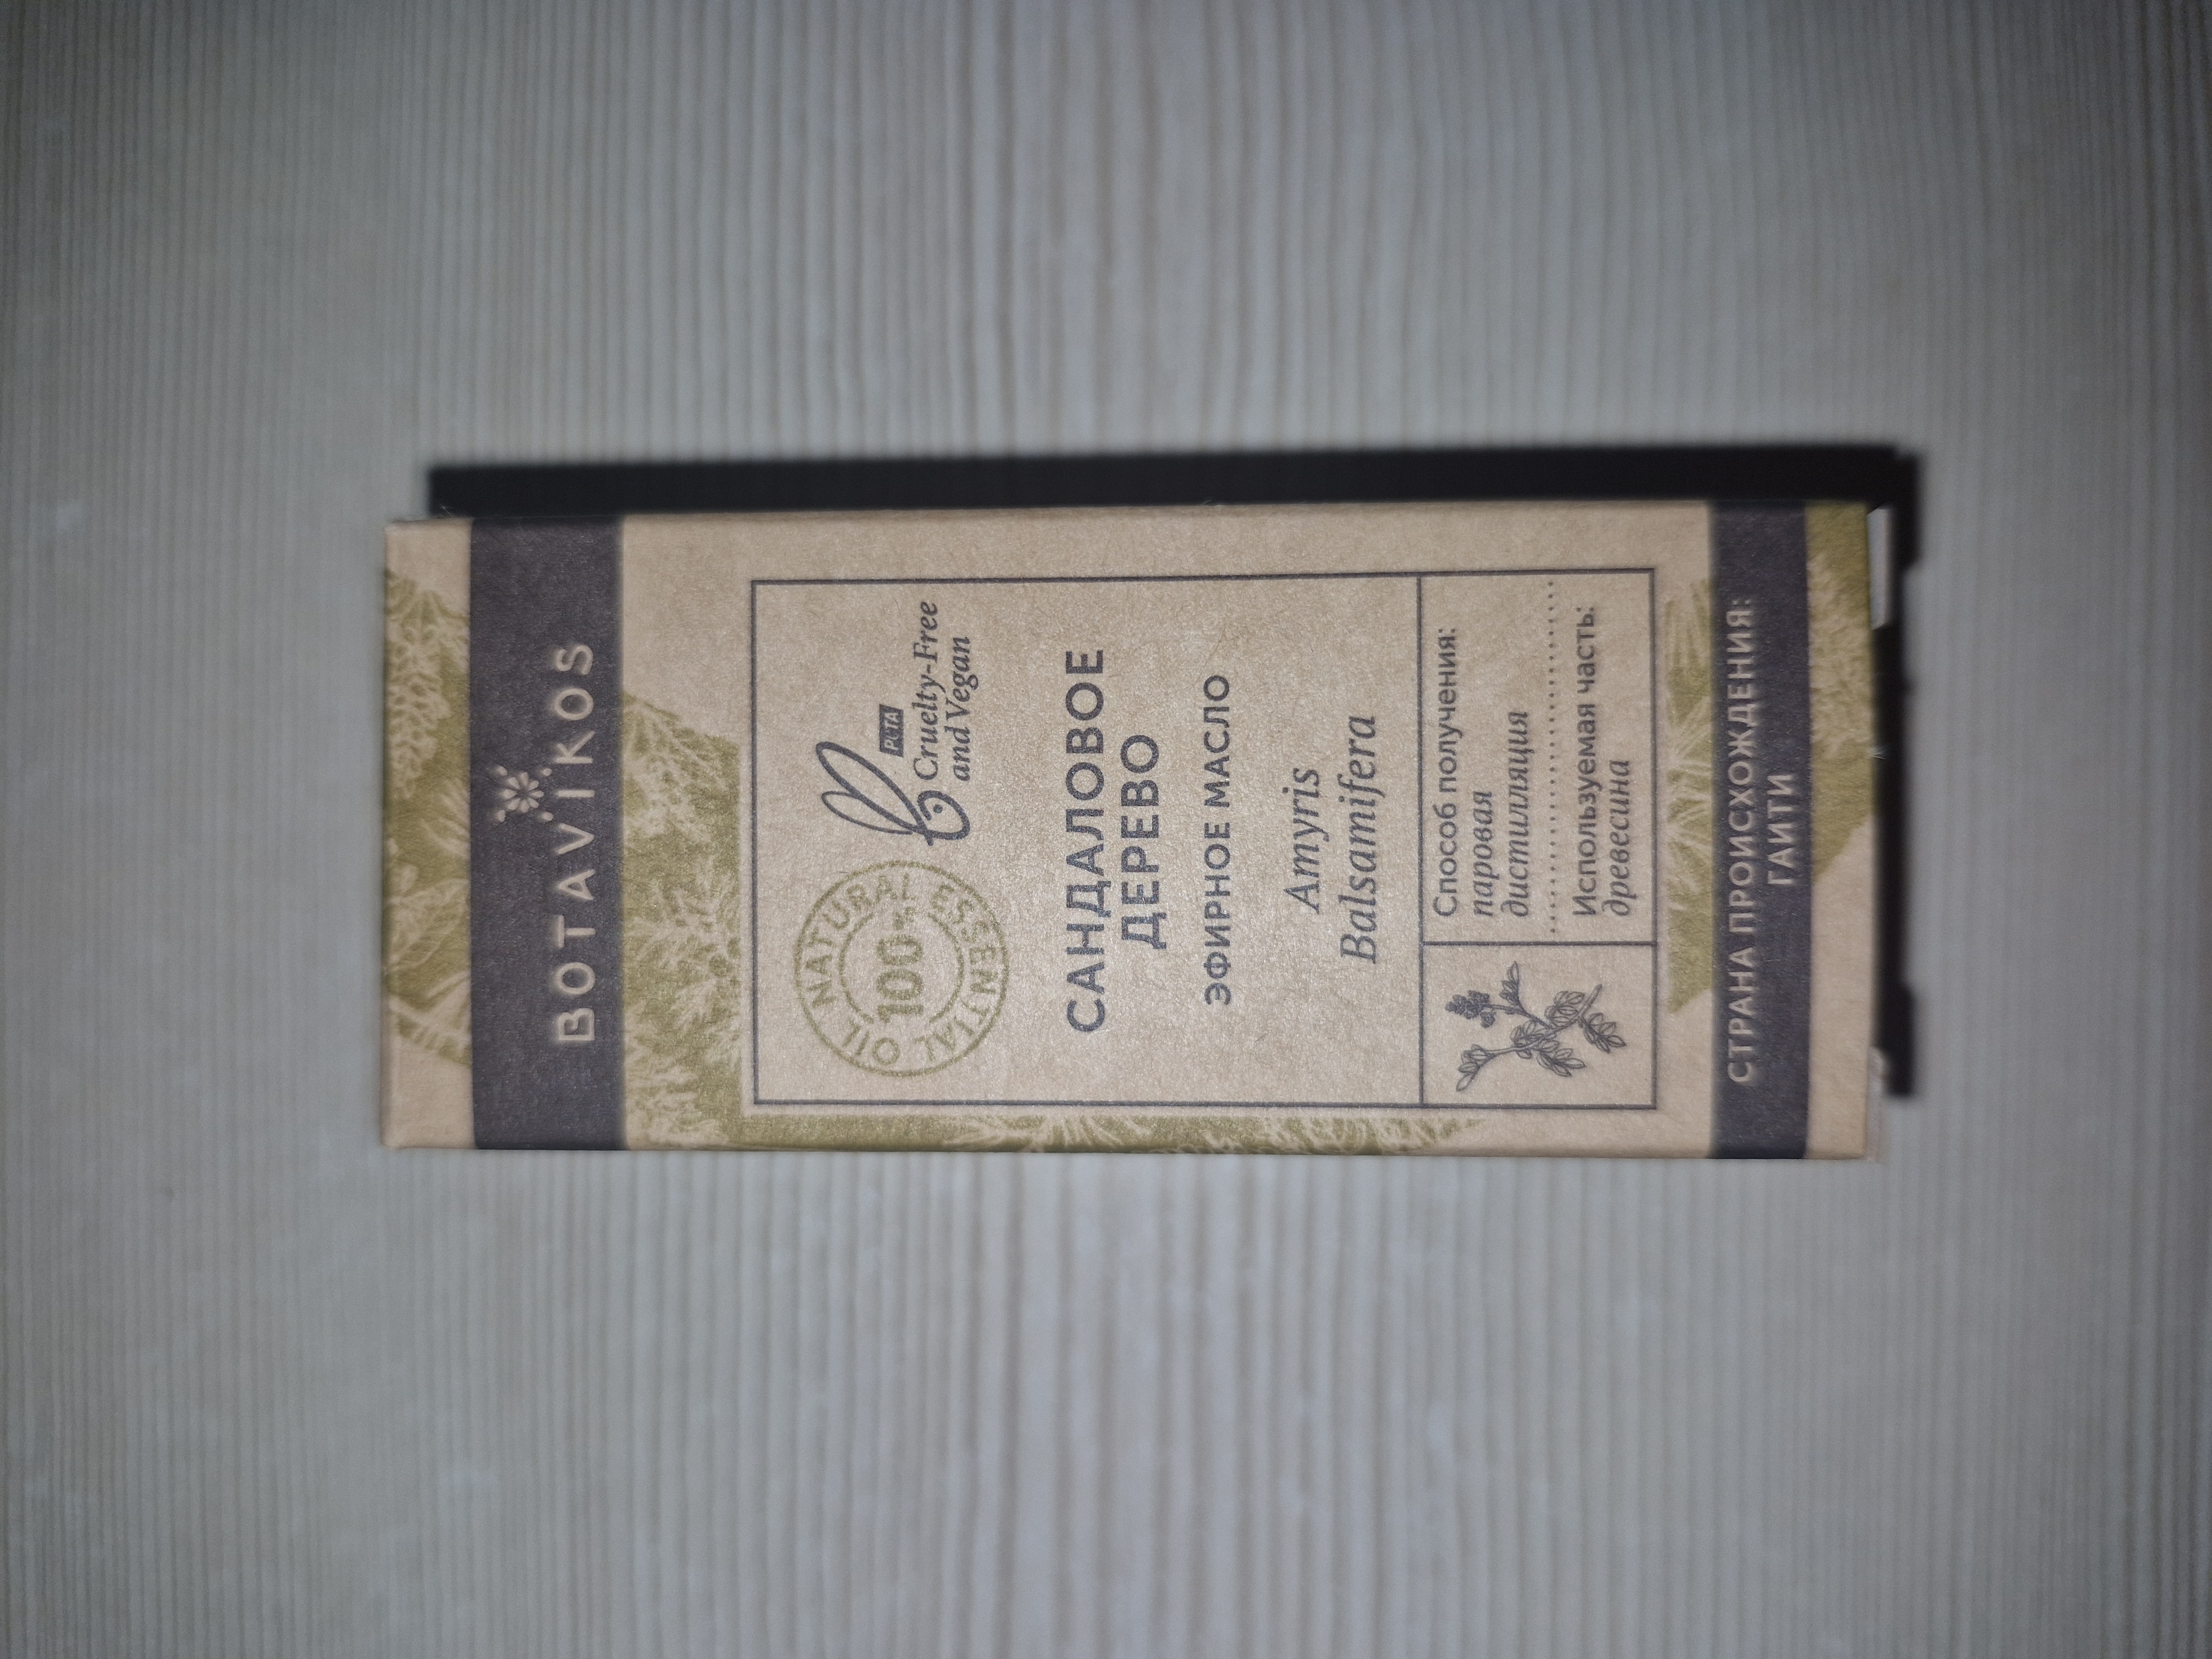 BOTAVIKOS
NATURAL ESSENTIAL OIL
100%
PETA
Cruelty-Free
and Vegan
САНДАЛОВОЕ
ДЕРЕВО
ЭФИРНОЕ МАСЛО
Amyris
Balsamifera
Способ получения:
паровая
дистилляция
Используемая часть:
древесина
СТРАНА ПРОИСХОЖДЕНИЯ:
ГАИТИ